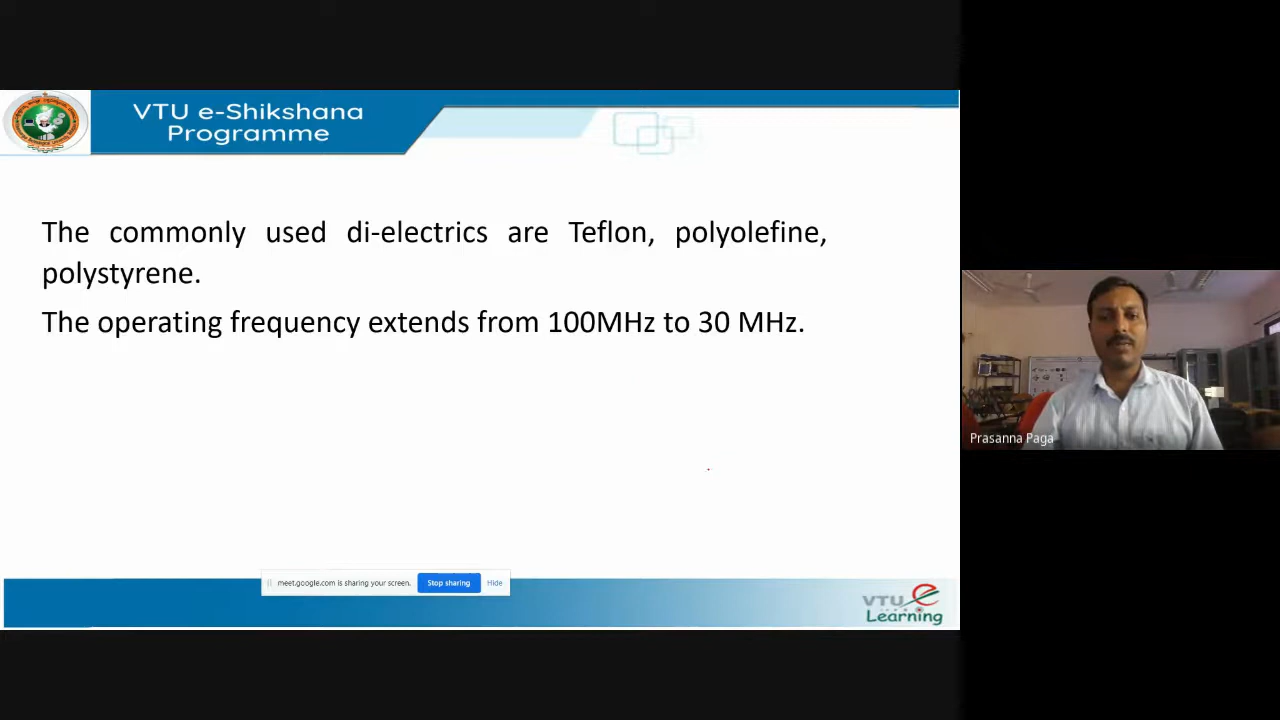 VTU e-Shikshana
Programme
The commonly used di-electrics are Teflon, polyolefine,
polystyrene.
The operating frequency extends from 100MHz to 30 MHz.
Prasanna Paga
meet.google.com is sharing your screen.
Stop sharing
Hide
VTU e
Learning